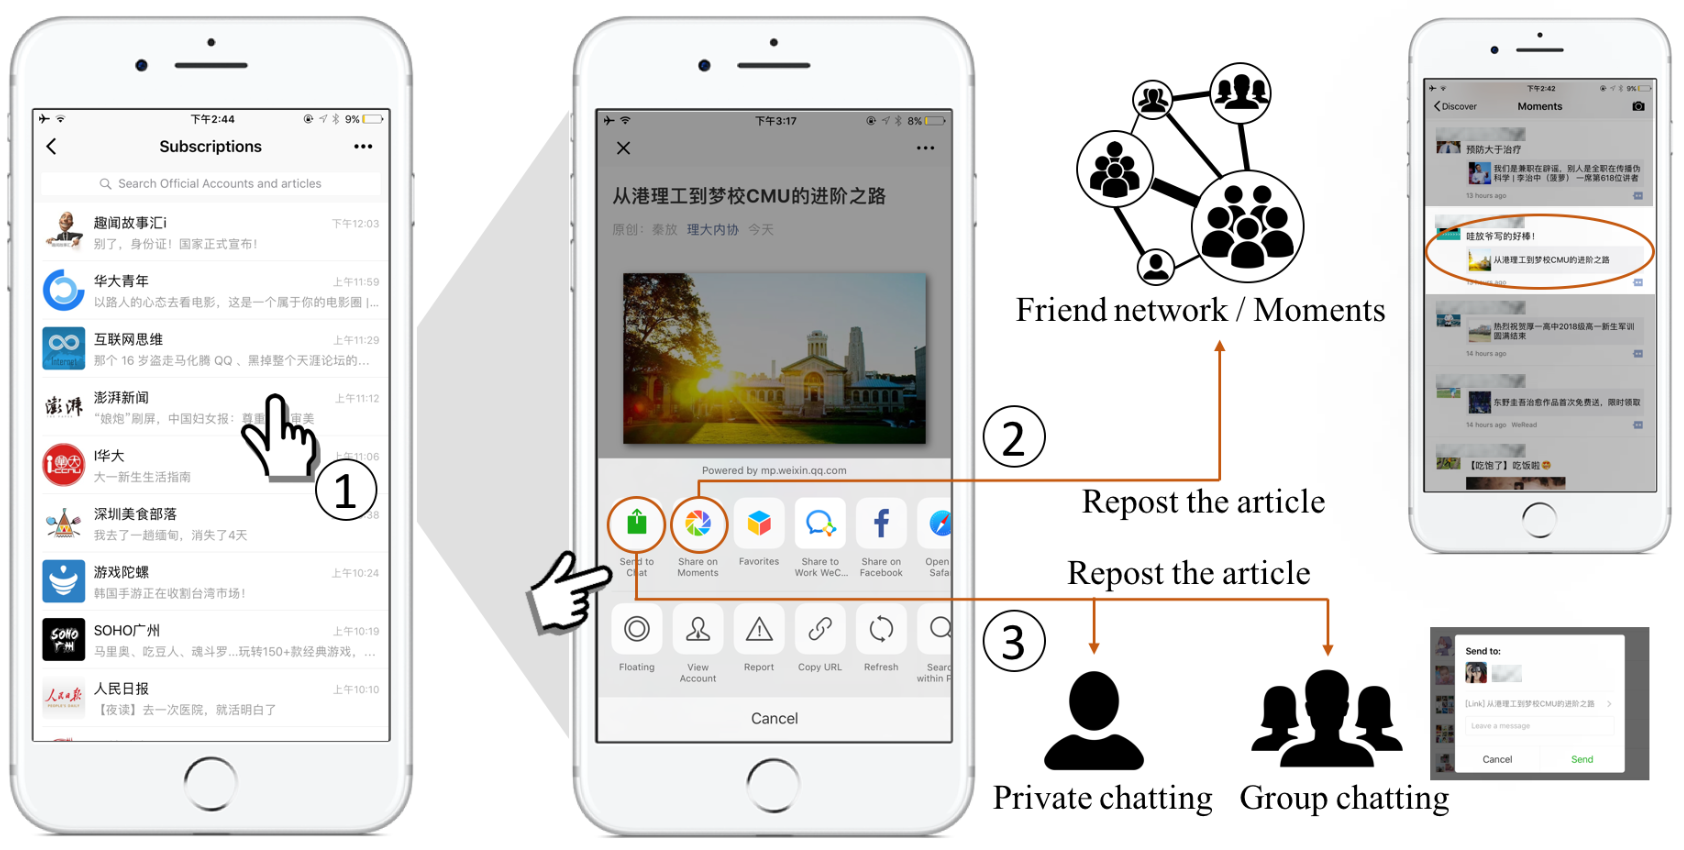 下午2:44
9%
Subscriptions
Search Official Accounts and articles
趣闻故事汇i
下午12:03
别了，身份证！国家正式宣布！
华大青年
上午11:59
以路人的心态去看电影，这是一个属于你的电影圈 |...
互联网思维
上午11:29
那个 16 岁盗走马化腾 QQ 、黑掉整个天涯论坛的...
澎湃新闻
上午11:12
“娘炮”刷屏，中国妇女报：尊重
审美
I华大
上午11:06
大一新生生活指南
深圳美食部落
:38
我去了一趟缅甸，消失了4天
游戏陀螺
上午10:24
韩国手游正在收割台湾市场！
SOHO广州
上午10:19
马里奥、吃豆人、魂斗罗...玩转150+款经典游戏，...
人民日报
上午10:10
【夜读】去一次医院，就活明白了
1
下午3:17
8%
从港理工到梦校CMU的进阶之路
原创：秦放 理大内协 今天
Powered by mp.weixin.qq.com
Send to Chat
Share on Moments
Favorites
Share to Work WeC...
Share on Facebook
Open Safa
Floating
View Account
Report
Copy URL
Refresh
Searc within P
Cancel
Friend network / Moments
2
Repost the article
Repost the article
3
Private chatting
Group chatting
下午2:42
9%
Discover
Moments
预防大于治疗
我们是兼职在辟谣，别人是全职在传播伪
科学 | 李治中（菠萝） 一席第618位讲者
13 hours ago
哇放爷写的好棒！
从港理工到梦校CMU的进阶之路
热烈祝贺厚一高中2018级高一新生军训
圆满结束
14 hours ago
东野圭吾治愈作品首次免费送，限时领取
14 hours ago WeRead
【吃饱了】吃饭啦
Send to:
[Link] 从港理工到梦校CMU的进阶之路
Leave a message
Cancel
Send